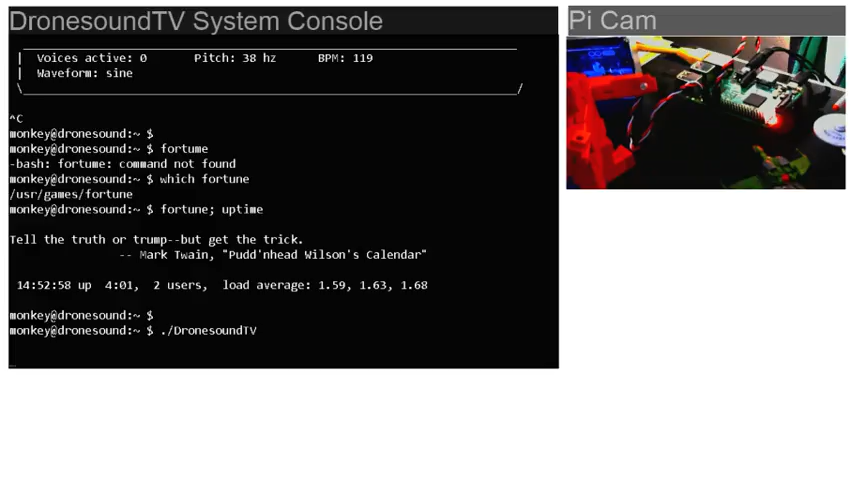 DronesoundTV System Console
Pi Cam
| Voices active: 0 Pitch: 38 hz BPM: 119
| Waveform: sine
\ /
^C
monkey@dronesound:~ $
monkey@dronesound:~ $ fortume
-bash: fortume: command not found
monkey@dronesound:~ $ which fortune
/usr/games/fortune
monkey@dronesound:~ $ fortune; uptime
Tell the truth or trump--but get the trick.
-- Mark Twain, "Pudd'nhead Wilson's Calendar"
14:52:58 up 4:01, 2 users, load average: 1.59, 1.63, 1.68
monkey@dronesound:~ $
monkey@dronesound:~ $ ./DronesoundTV